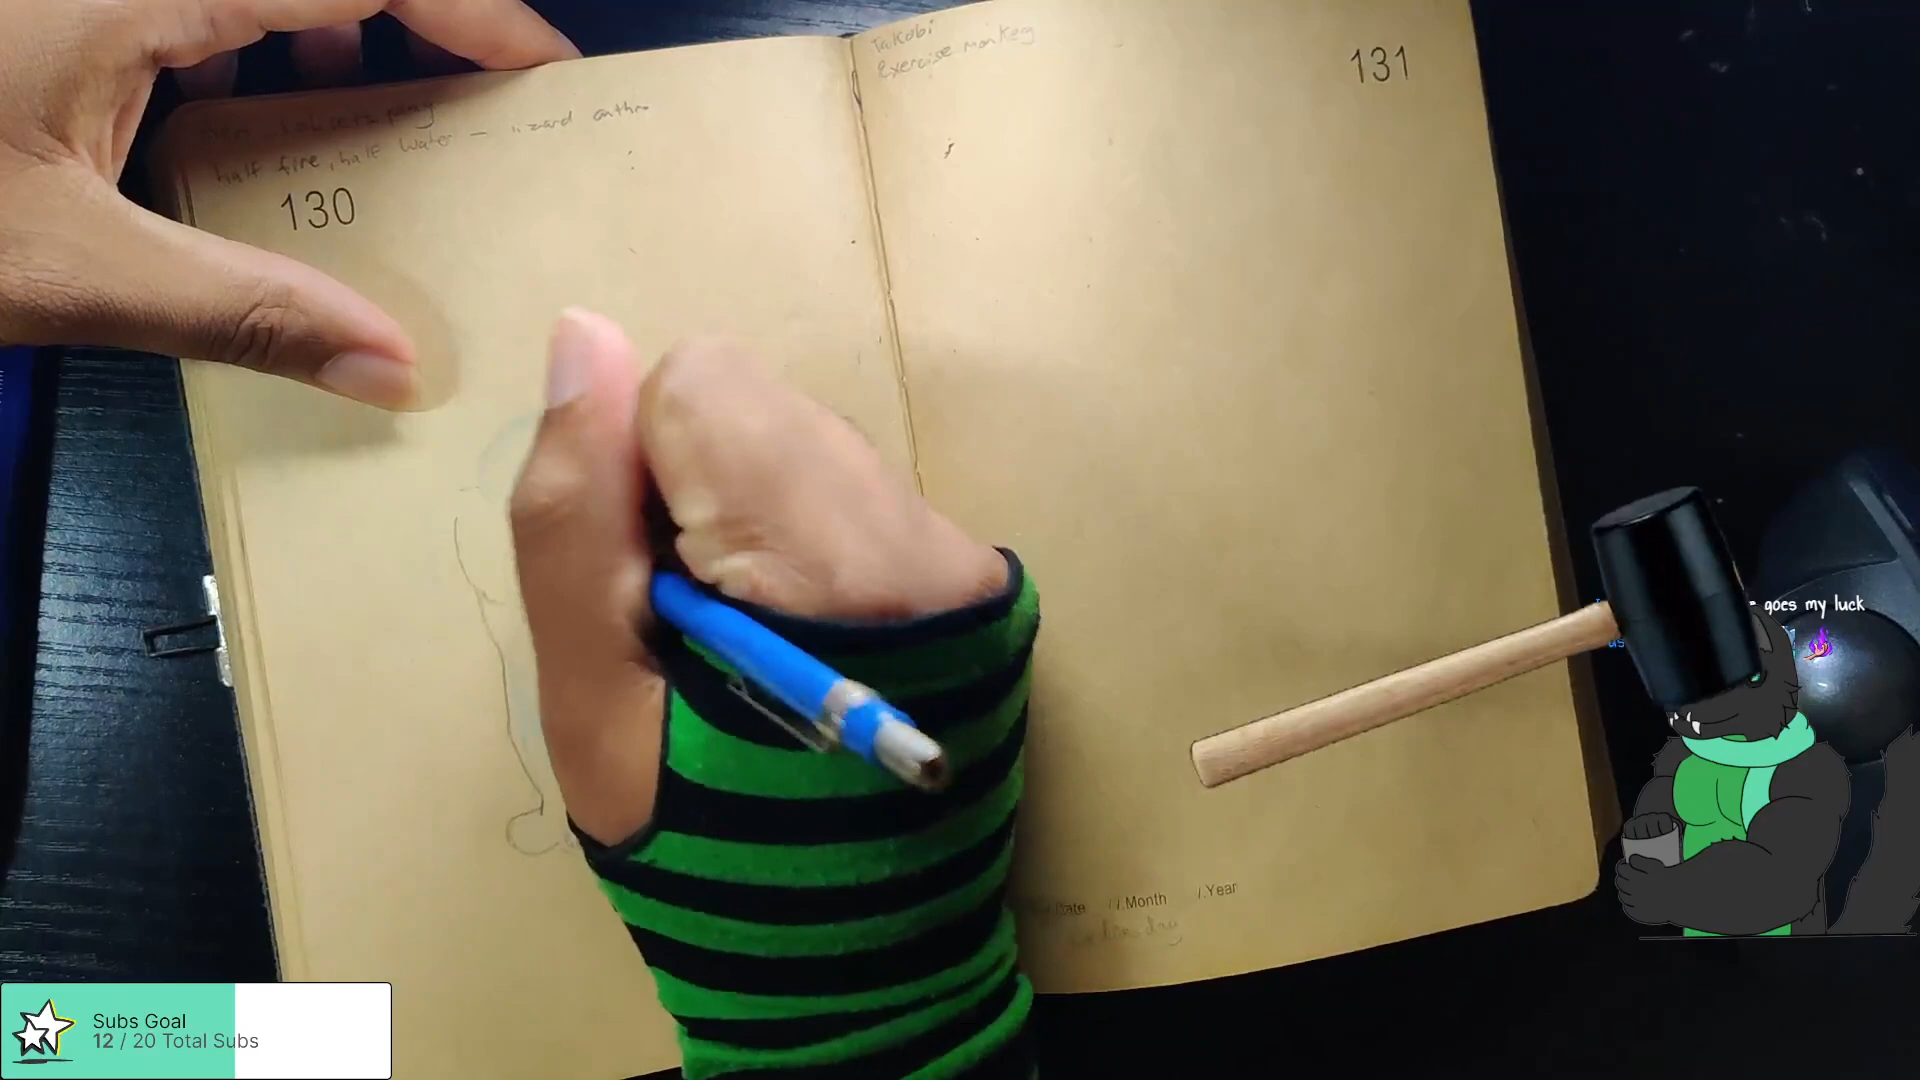 half fire, half water – lizard anthro
130
Takobi
Exercise monkey
131
goes my luck
us
Date / / Month / / Year
Subs Goal
12 / 20 Total Subs